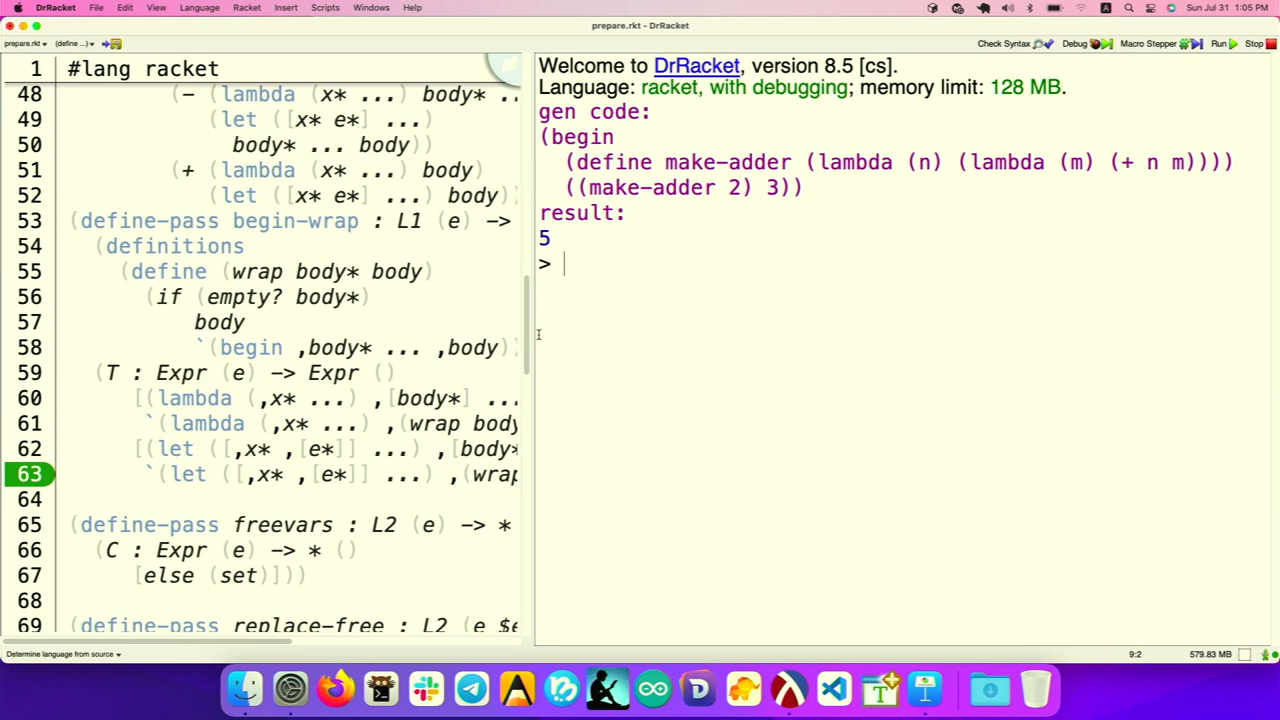 DrRacket File Edit View Language Racket Insert Scripts Windows Help
Sun Jul 31 1:05 PM
prepare.rkt - DrRacket
prepare.rkt (define ...) Check Syntax Debug Macro Stepper Run Stop
1 #lang racket
48 (- (lambda (x* ...) body* ..
49 (let ([x* e*] ...)
50 body* ... body))
51 (+ (lambda (x* ...) body)
52 (let ([x* e*] ...) body))
53 (define-pass begin-wrap : L1 (e) ->
54 (definitions
55 (define (wrap body* body)
56 (if (empty? body*)
57 body
58 `(begin ,body* ... ,body))
59 (T : Expr (e) -> Expr ()
60 [(lambda (,x* ...) ,[body*] ...
61 `(lambda (,x* ...) ,(wrap body
62 [(let ([,x* ,[e*]] ...) ,[body*
63 `(let ([,x* ,[e*]] ...) ,(wrap
64
65 (define-pass freevars : L2 (e) -> *
66 (C : Expr (e) -> * ()
67 [else (set)]))
68
69 (define-pass replace-free : L2 (e $e
Welcome to DrRacket, version 8.5 [cs].
Language: racket, with debugging; memory limit: 128 MB.
gen code:
(begin
(define make-adder (lambda (n) (lambda (m) (+ n m))))
((make-adder 2) 3))
result:
5
>
Determine language from source 9:2 579.83 MB